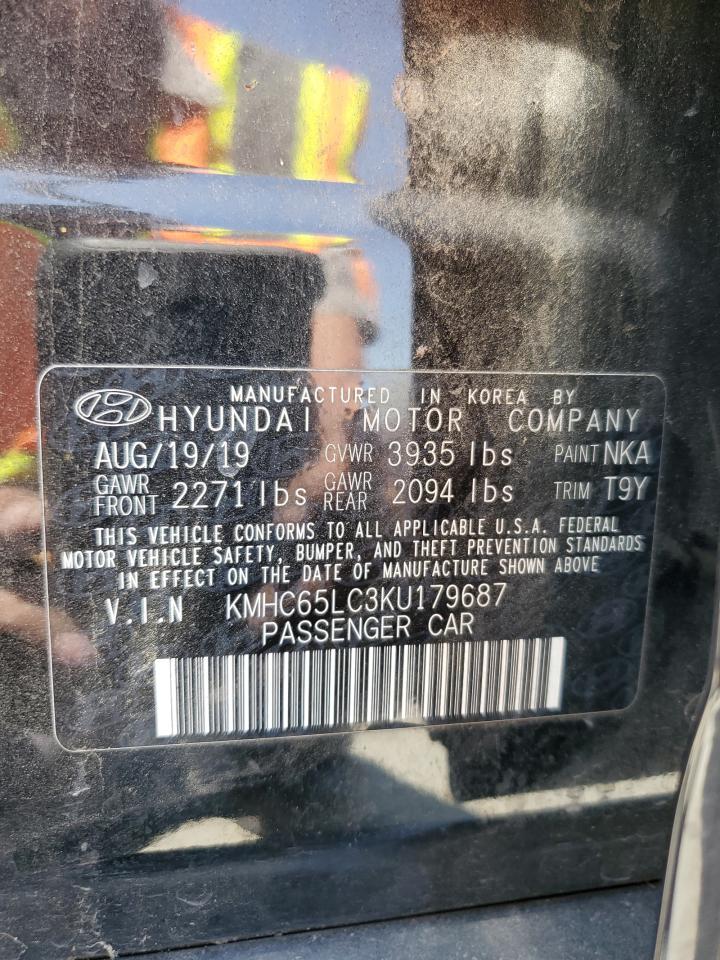 MANUFACTURED IN KOREA BY
HYUNDAI MOTOR COMPANY
AUG/19/19 GVWR 3935 lbs PAINT NKA
GAWR FRONT 2271 lbs GAWR REAR 2094 lbs TRIM T9Y
THIS VEHICLE CONFORMS TO ALL APPLICABLE U.S.A. FEDERAL
MOTOR VEHICLE SAFETY, BUMPER, AND THEFT PREVENTION STANDARDS
IN EFFECT ON THE DATE OF MANUFACTURE SHOWN ABOVE
V.I.N KMHC65LC3KU179687
PASSENGER CAR